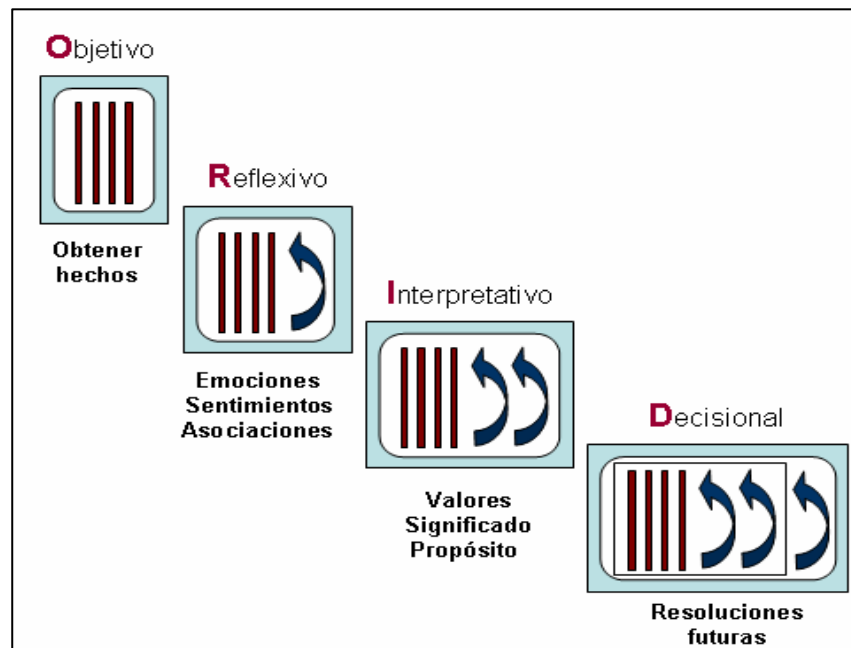 Objetivo
Obtener
hechos
Reflexivo
Emociones
Sentimientos
Asociaciones
Interpretativo
Valores
Significado
Propósito
Decisional
Resoluciones
futuras